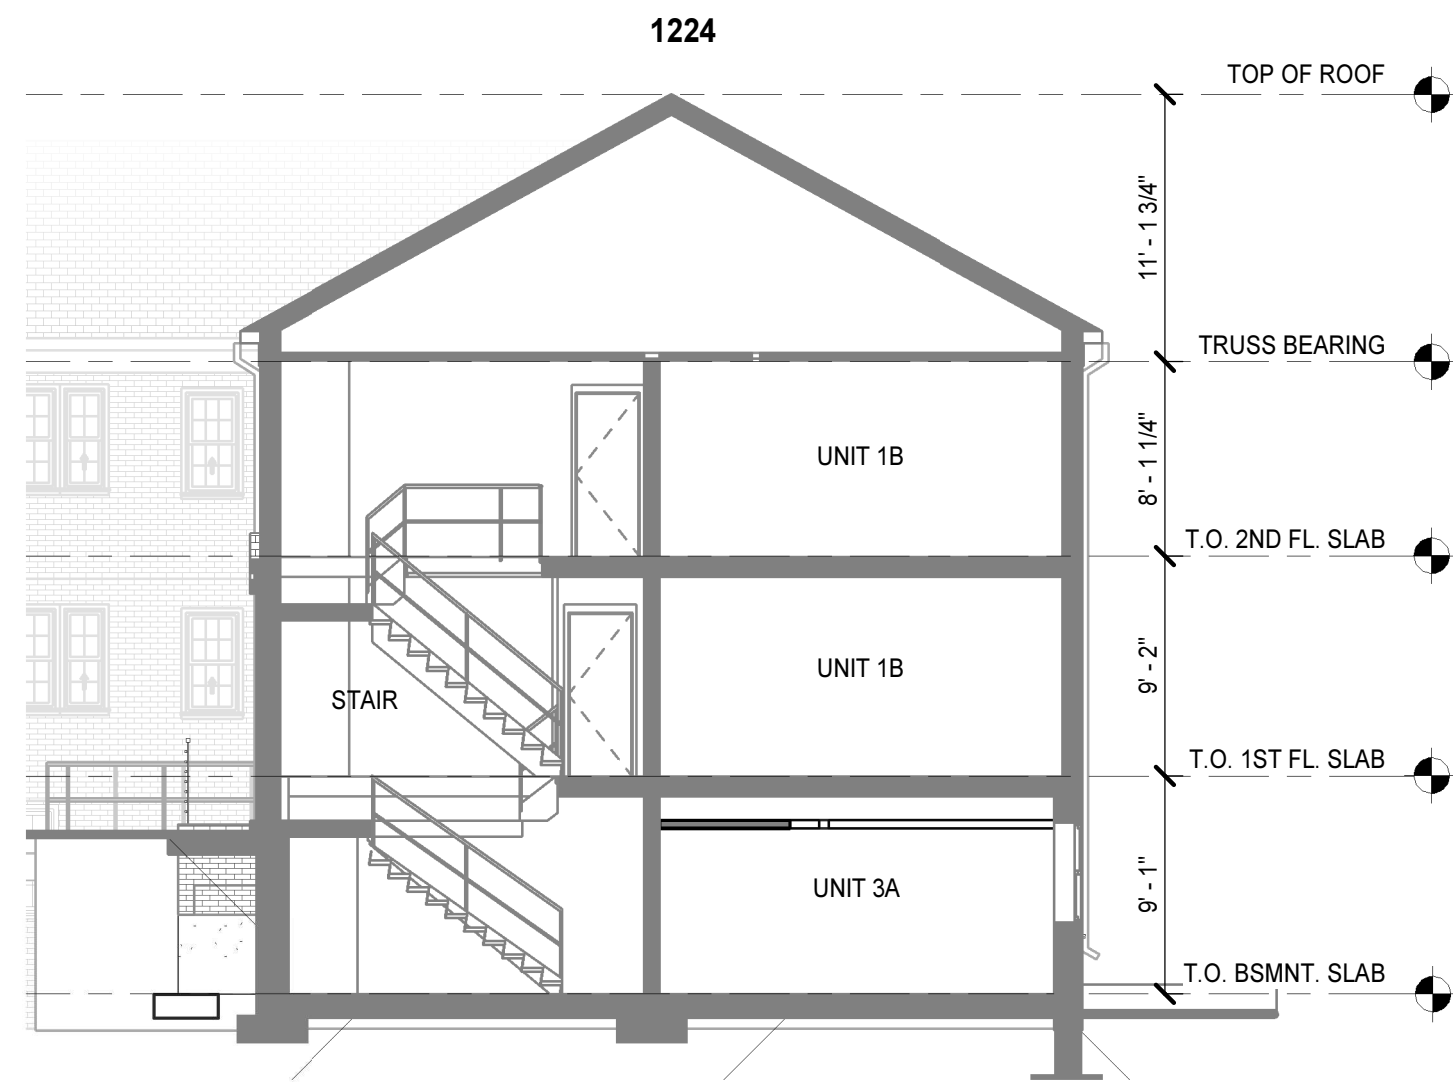 1224
TOP OF ROOF
11' - 1 3/4"
TRUSS BEARING
8' - 1 1/4"
UNIT 1B
T.O. 2ND FL. SLAB
9' - 2"
UNIT 1B
STAIR
T.O. 1ST FL. SLAB
9' - 1"
UNIT 3A
T.O. BSMNT. SLAB